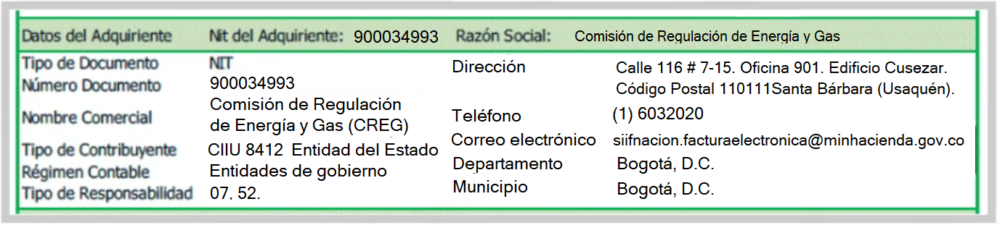 Datos del Adquiriente Nit del Adquiriente: 900034993 Razón Social: Comisión de Regulación de Energía y Gas
Tipo de Documento NIT
Número Documento 900034993
Nombre Comercial Comisión de Regulación
de Energía y Gas (CREG)
Tipo de Contribuyente CIIU 8412 Entidad del Estado
Régimen Contable Entidades de gobierno
Tipo de Responsabilidad 07, 52.
Dirección Calle 116 # 7-15. Oficina 901. Edificio Cusezar.
Código Postal 110111Santa Bárbara (Usaquén).
Teléfono (1) 6032020
Correo electrónico siifnacion.facturaelectronica@minhacienda.gov.co
Departamento Bogotá, D.C.
Municipio Bogotá, D.C.